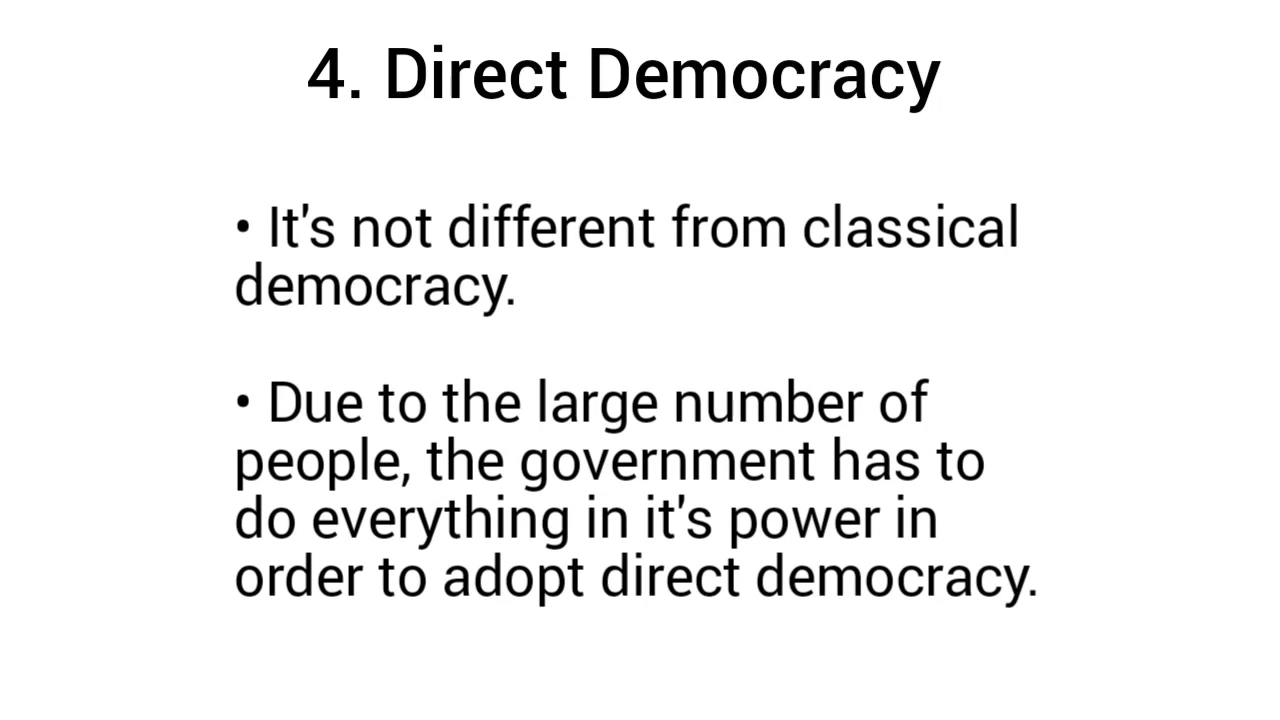 4. Direct Democracy
• It's not different from classical
democracy.
• Due to the large number of
people, the government has to
do everything in it's power in
order to adopt direct democracy.